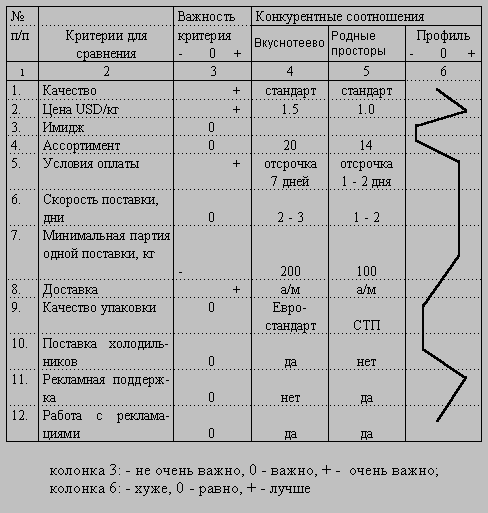 № Важность Конкурентные соотношения
п/п Критерии для критерия Вкуснотеево Родные Профиль
сравнения - 0 + просторы - 0 +
1 2 3 4 5 6
1. Качество + стандарт стандарт
2. Цена USD/кг + 1.5 1.0
3. Имидж 0
4. Ассортимент 0 20 14
5. Условия оплаты + отсрочка отсрочка
7 дней 1 - 2 дня
6. Скорость поставки,
дни 0 2 - 3 1 - 2
7. Минимальная партия
одной поставки, кг
- 200 100
8. Доставка + а/м а/м
9. Качество упаковки 0 Евро-
стандарт СТП
10. Поставка холодиль-
ников 0 да нет
11. Рекламная поддерж-
ка 0 нет да
12. Работа с реклама-
циями 0 да да
колонка 3: - не очень важно, 0 - важно, + - очень важно;
колонка 6: - хуже, 0 - равно, + - лучше